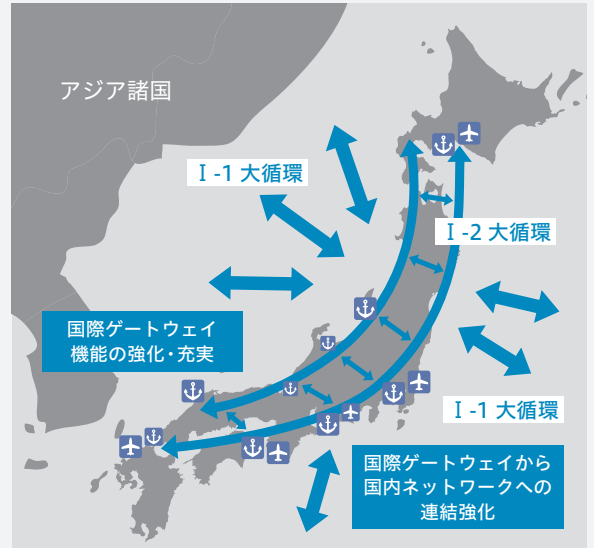 アジア諸国
Ⅰ-1 大循環
Ⅰ-2 大循環
国際ゲートウェイ
機能の強化・充実
Ⅰ-1 大循環
国際ゲートウェイから
国内ネットワークへの
連結強化